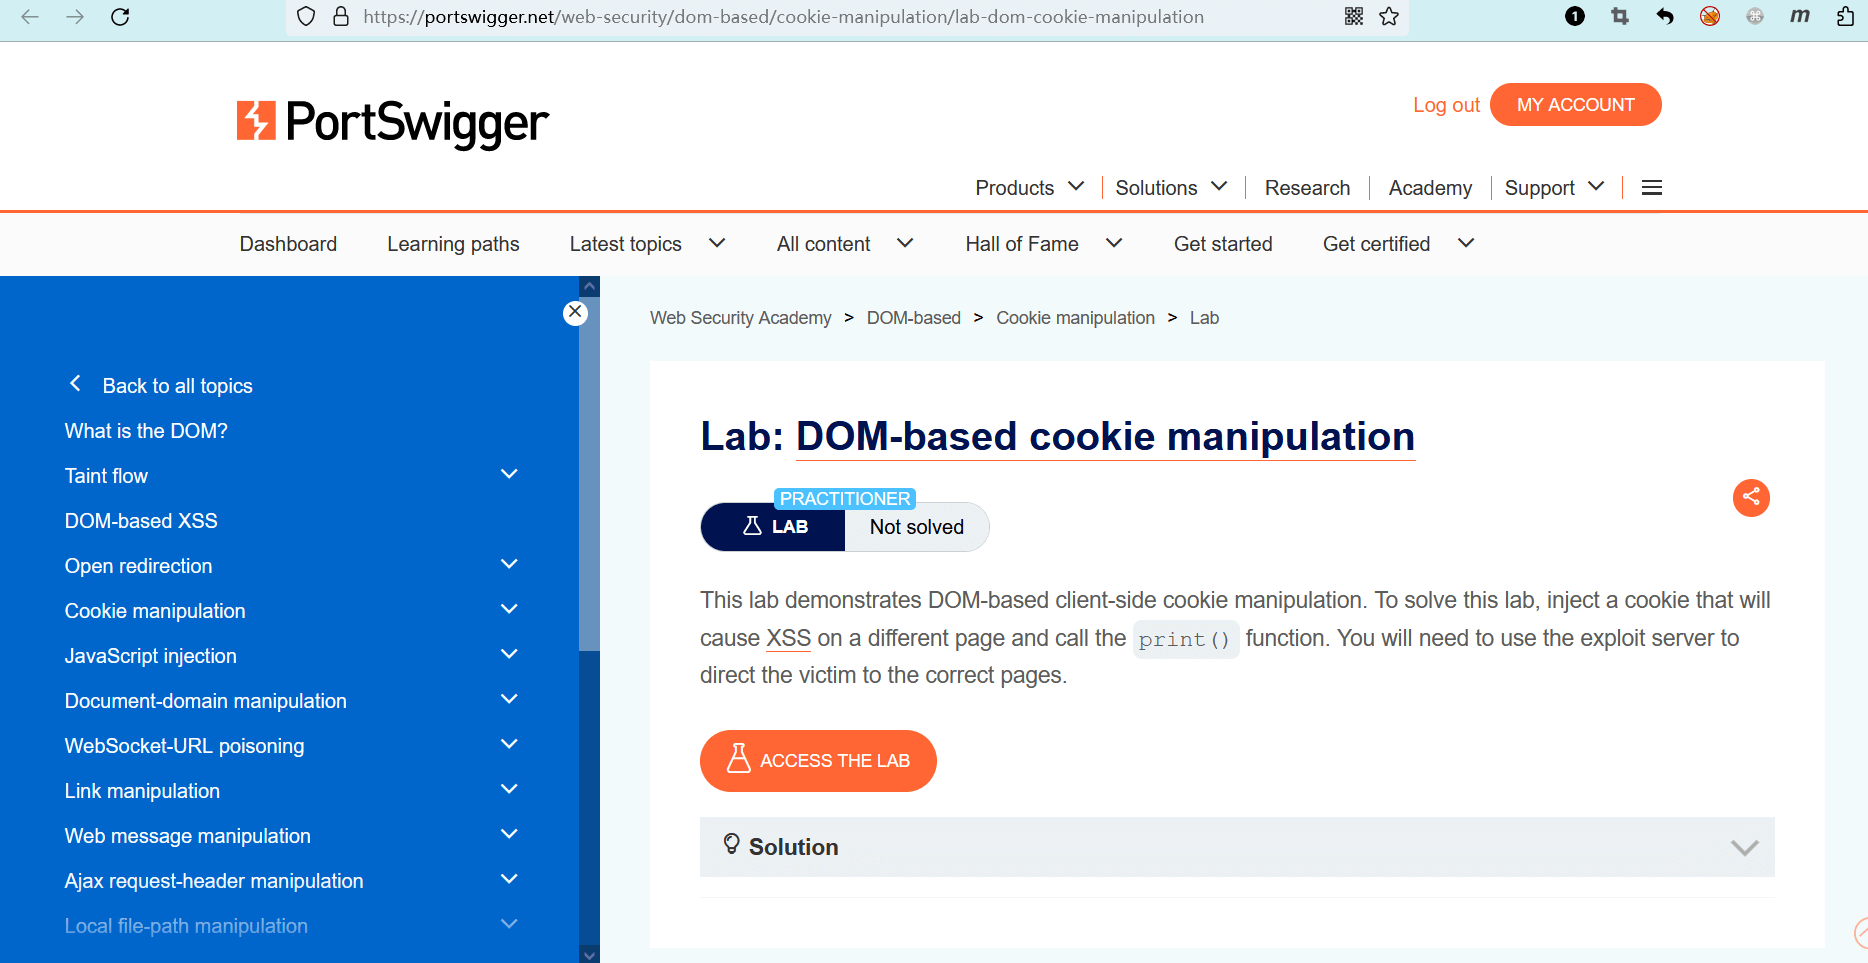 https://portswigger.net/web-security/dom-based/cookie-manipulation/lab-dom-cookie-manipulation
1
m
PortSwigger
Log out
MY ACCOUNT
Products
Solutions
Research
Academy
Support
Dashboard
Learning paths
Latest topics
All content
Hall of Fame
Get started
Get certified
Back to all topics
What is the DOM?
Taint flow
DOM-based XSS
Open redirection
Cookie manipulation
JavaScript injection
Document-domain manipulation
WebSocket-URL poisoning
Link manipulation
Web message manipulation
Ajax request-header manipulation
Local file-path manipulation
Web Security Academy > DOM-based > Cookie manipulation > Lab
Lab: DOM-based cookie manipulation
PRACTITIONER
LAB
Not solved
This lab demonstrates DOM-based client-side cookie manipulation. To solve this lab, inject a cookie that will
cause XSS on a different page and call the print() function. You will need to use the exploit server to
direct the victim to the correct pages.
ACCESS THE LAB
Solution